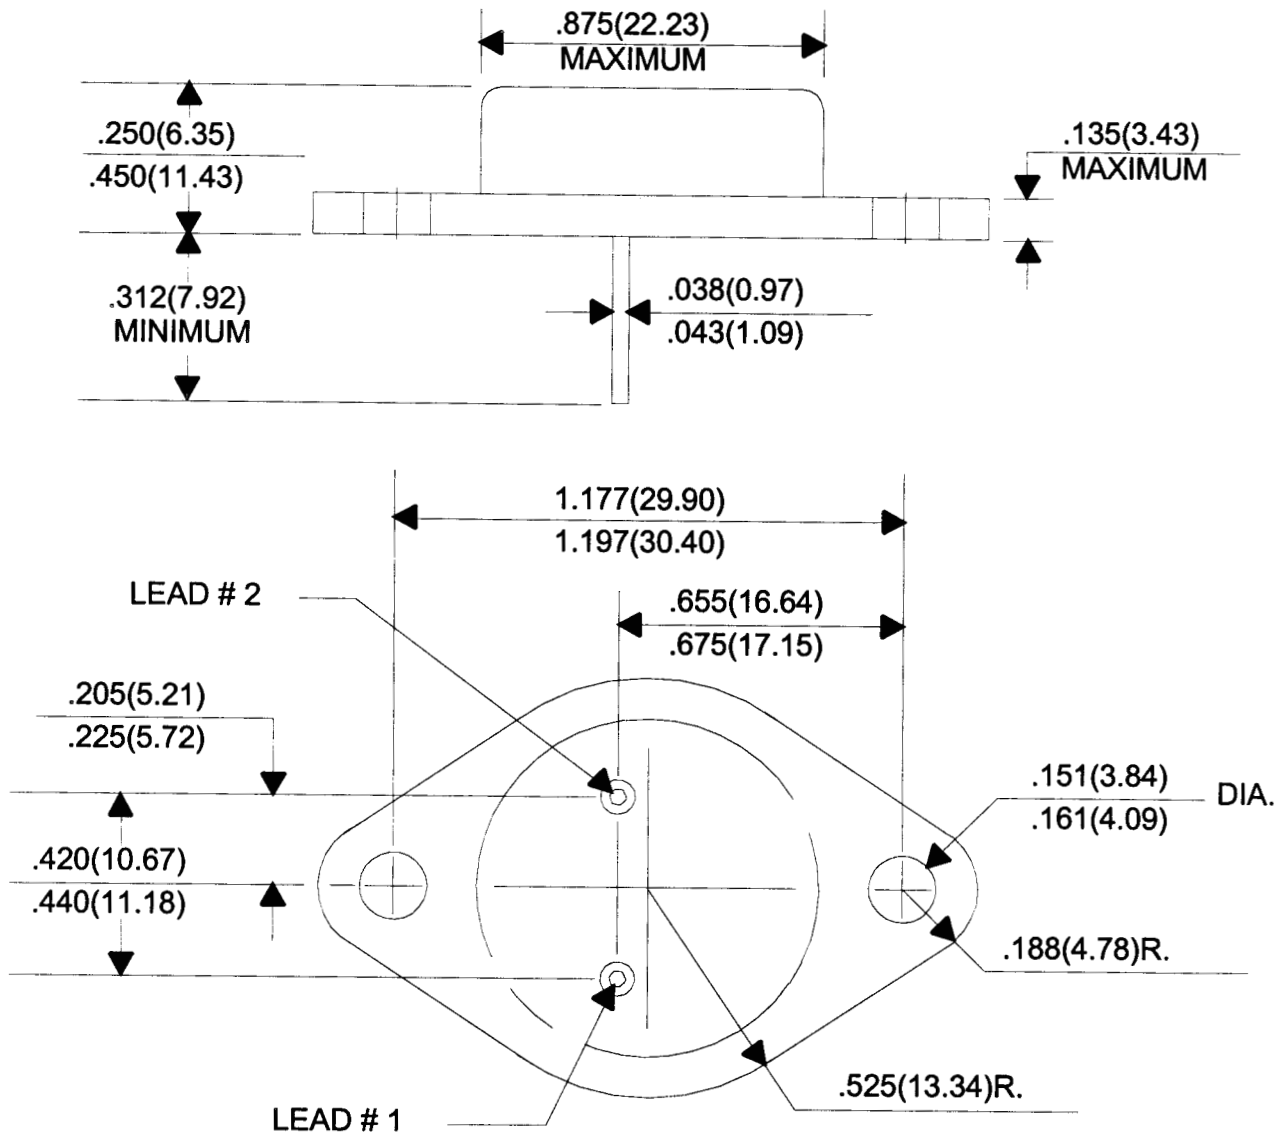 .875(22.23)
MAXIMUM
.250(6.35)
.450(11.43)
.135(3.43)
MAXIMUM
.312(7.92)
MINIMUM
.038(0.97)
.043(1.09)
1.177(29.90)
1.197(30.40)
LEAD # 2
.655(16.64)
.675(17.15)
.205(5.21)
.225(5.72)
.151(3.84)
DIA.
.161(4.09)
.420(10.67)
.440(11.18)
.188(4.78)R.
.525(13.34)R.
LEAD # 1